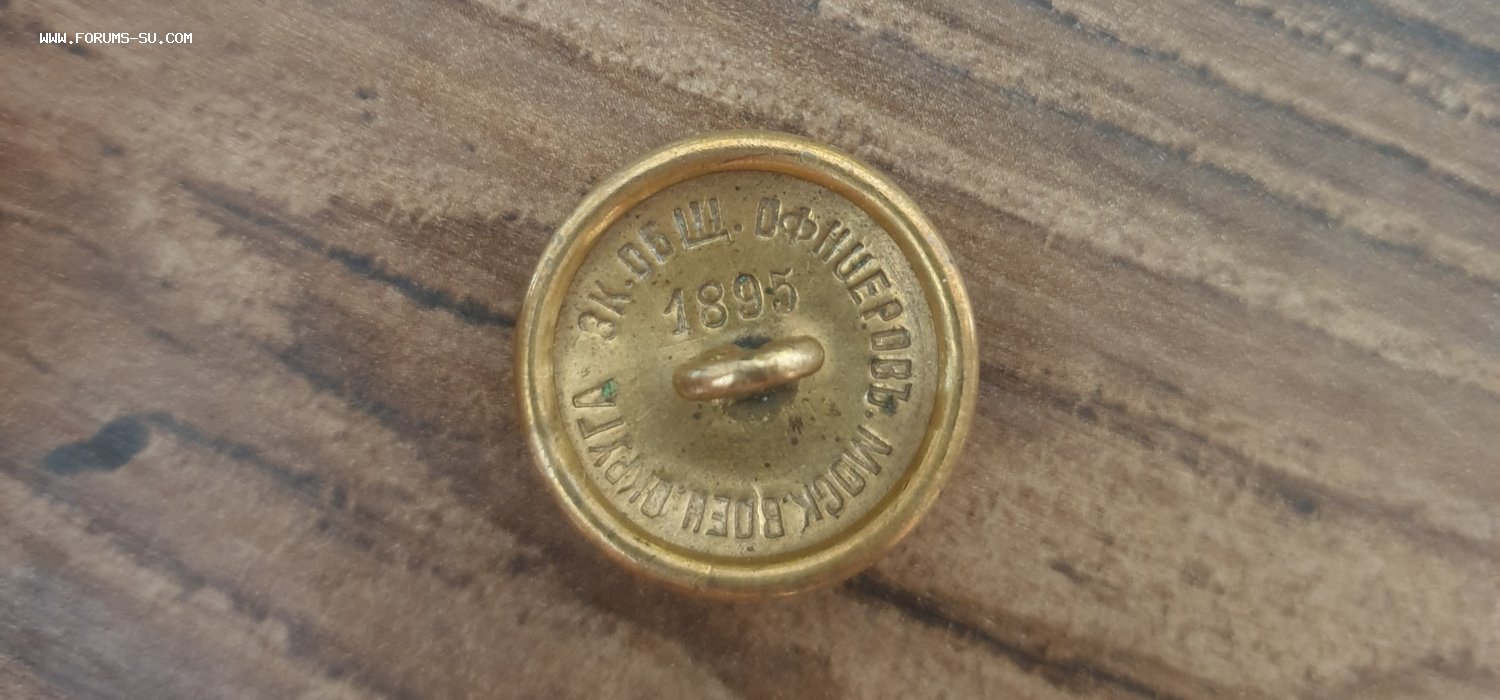 WWW.FORUMS-SU.COM
ЭК.ОБЩ. ОФИЦЕРОВЪ. МОСК.ВОЕН.ОКРУГА
1895